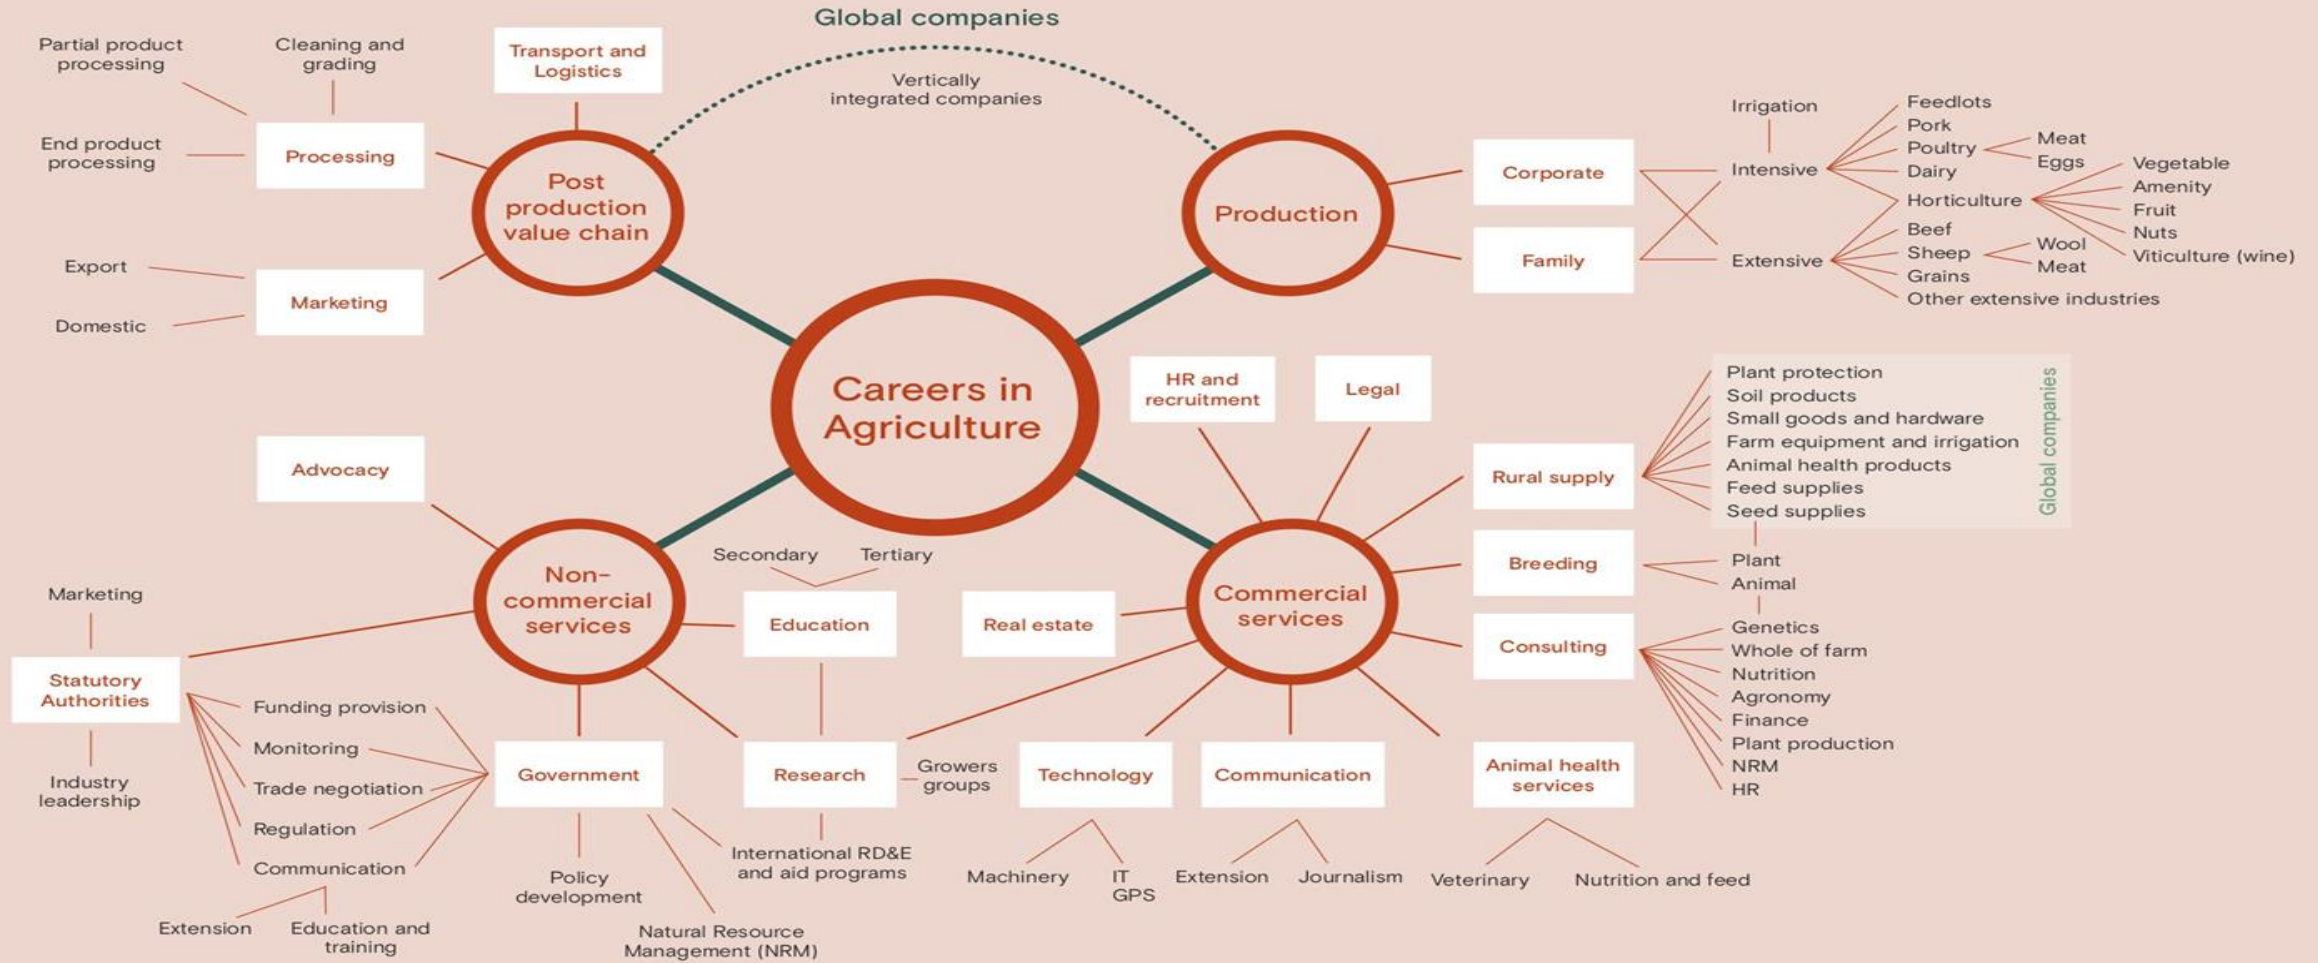 Global companies
Vertically
integrated companies
Partial product
processing
Cleaning and
grading
Transport and
Logistics
End product
processing
Processing
Post
production
value chain
Export
Marketing
Domestic
Production
Corporate
Family
Irrigation
Intensive
Extensive
Feedlots
Pork
Poultry
Meat
Eggs
Dairy
Horticulture
Vegetable
Amenity
Fruit
Nuts
Viticulture (wine)
Beef
Sheep
Wool
Meat
Grains
Other extensive industries
Careers in
Agriculture
Advocacy
Non-
commercial
services
Secondary
Tertiary
Education
Marketing
Statutory
Authorities
Industry
leadership
Funding provision
Monitoring
Trade negotiation
Regulation
Communication
Extension
Education and
training
Government
Policy
development
Natural Resource
Management (NRM)
Research
Growers
groups
International RD&E
and aid programs
HR and
recruitment
Legal
Real estate
Commercial
services
Rural supply
Plant protection
Soil products
Small goods and hardware
Farm equipment and irrigation
Animal health products
Feed supplies
Seed supplies
Global companies
Breeding
Plant
Animal
Consulting
Genetics
Whole of farm
Nutrition
Agronomy
Finance
Plant production
NRM
HR
Technology
Machinery
IT
GPS
Communication
Extension
Journalism
Animal health
services
Veterinary
Nutrition and feed